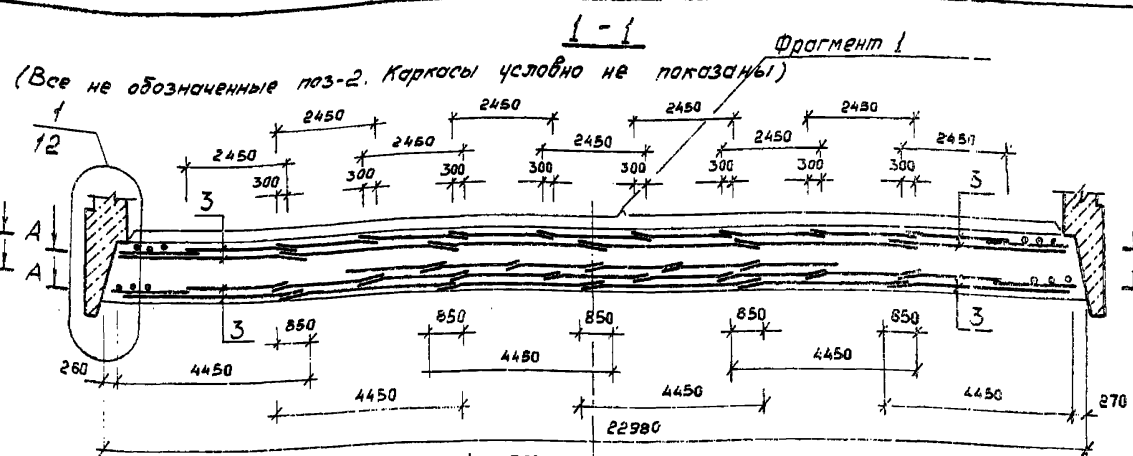 1 - 1
Фрагмент 1
(Все не обозначенные поз-2. Каркасы условно не показаны)
1
12
2450 2450 2450 2450
2450 2450 2450 2450 2450
300 300 300 300 300 300 300 300
3 3
А
А
3 3
850 850 850 850 850
260 4450 4450 4450
4450 4450 4450 270
22980